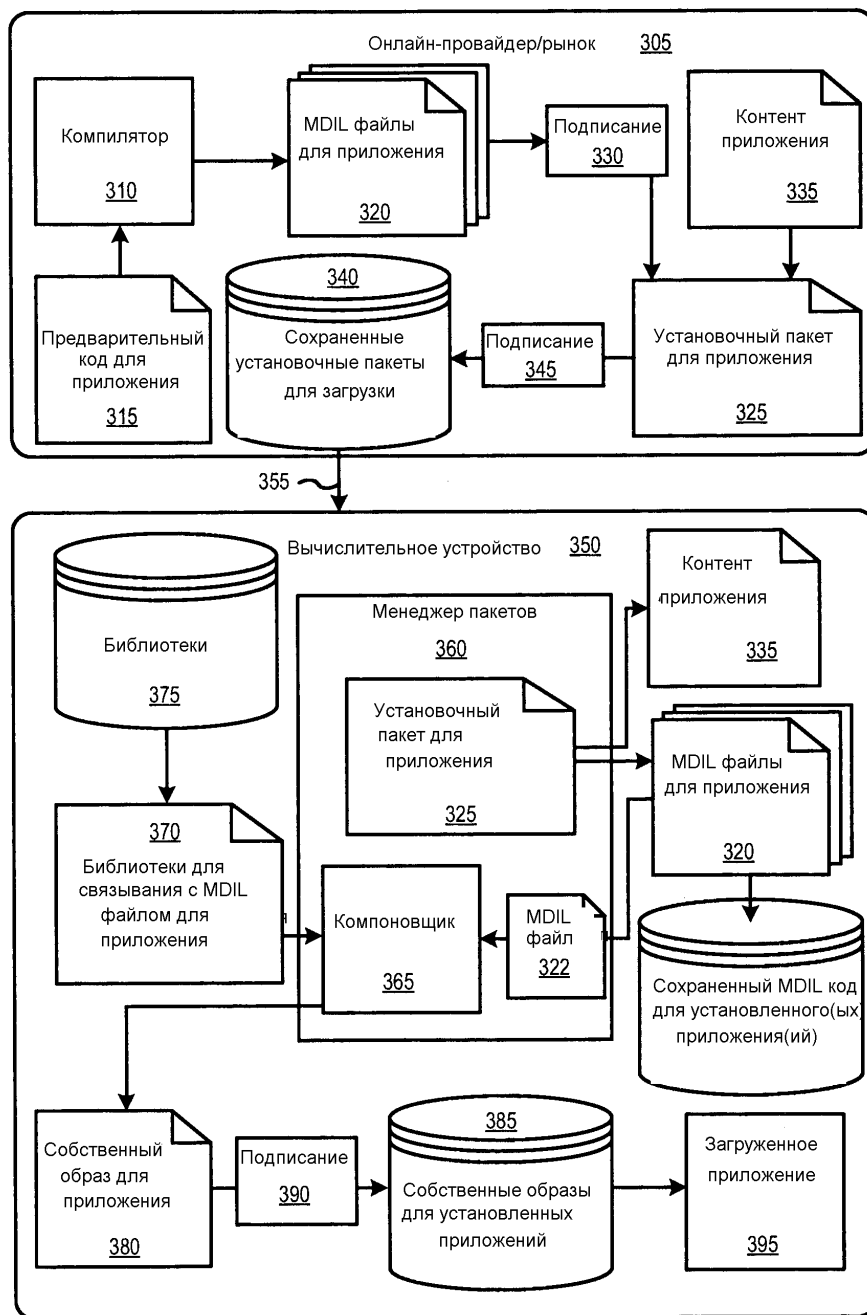 Онлайн-провайдер/рынок 305
Компилятор
310
MDIL файлы
для приложения
320
Подписание
330
Контент
приложения
335
Предварительный
код для
приложения
315
340
Сохраненные
установочные пакеты
для загрузки
Подписание
345
Установочный пакет
для приложения
325
355
Вычислительное устройство 350
Библиотеки
375
Менеджер пакетов
360
Контент
приложения
335
Установочный
пакет для
приложения
325
MDIL файлы
для приложения
320
370
Библиотеки для
связывания с MDIL
файлом для
приложения
Компоновщик
365
MDIL
файл
322
Сохраненный MDIL код
для установленного(ых)
приложения(ий)
Собственный
образ для
приложения
380
Подписание
390
385
Собственные образы
для установленных
приложений
Загруженное
приложение
395